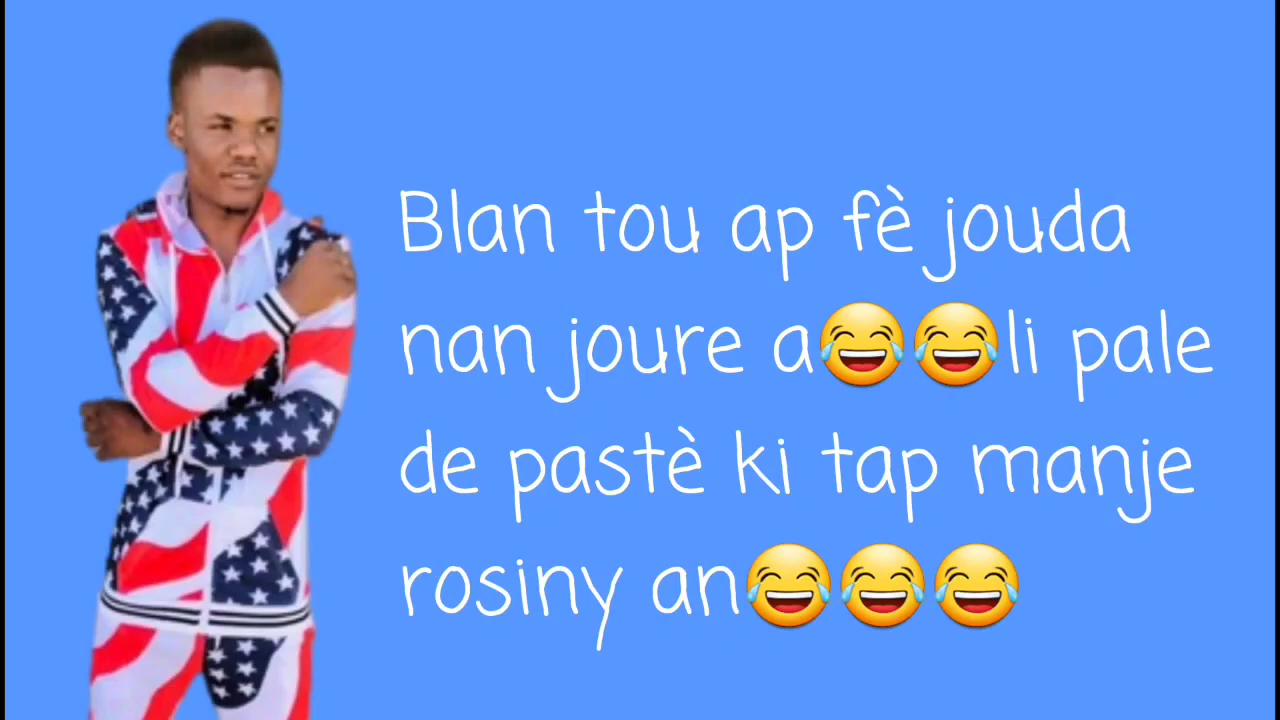 Blan tou ap fè jouda
nan joure a😂😂li pale
de pastè ki tap manje
rosiny an😂😂😂